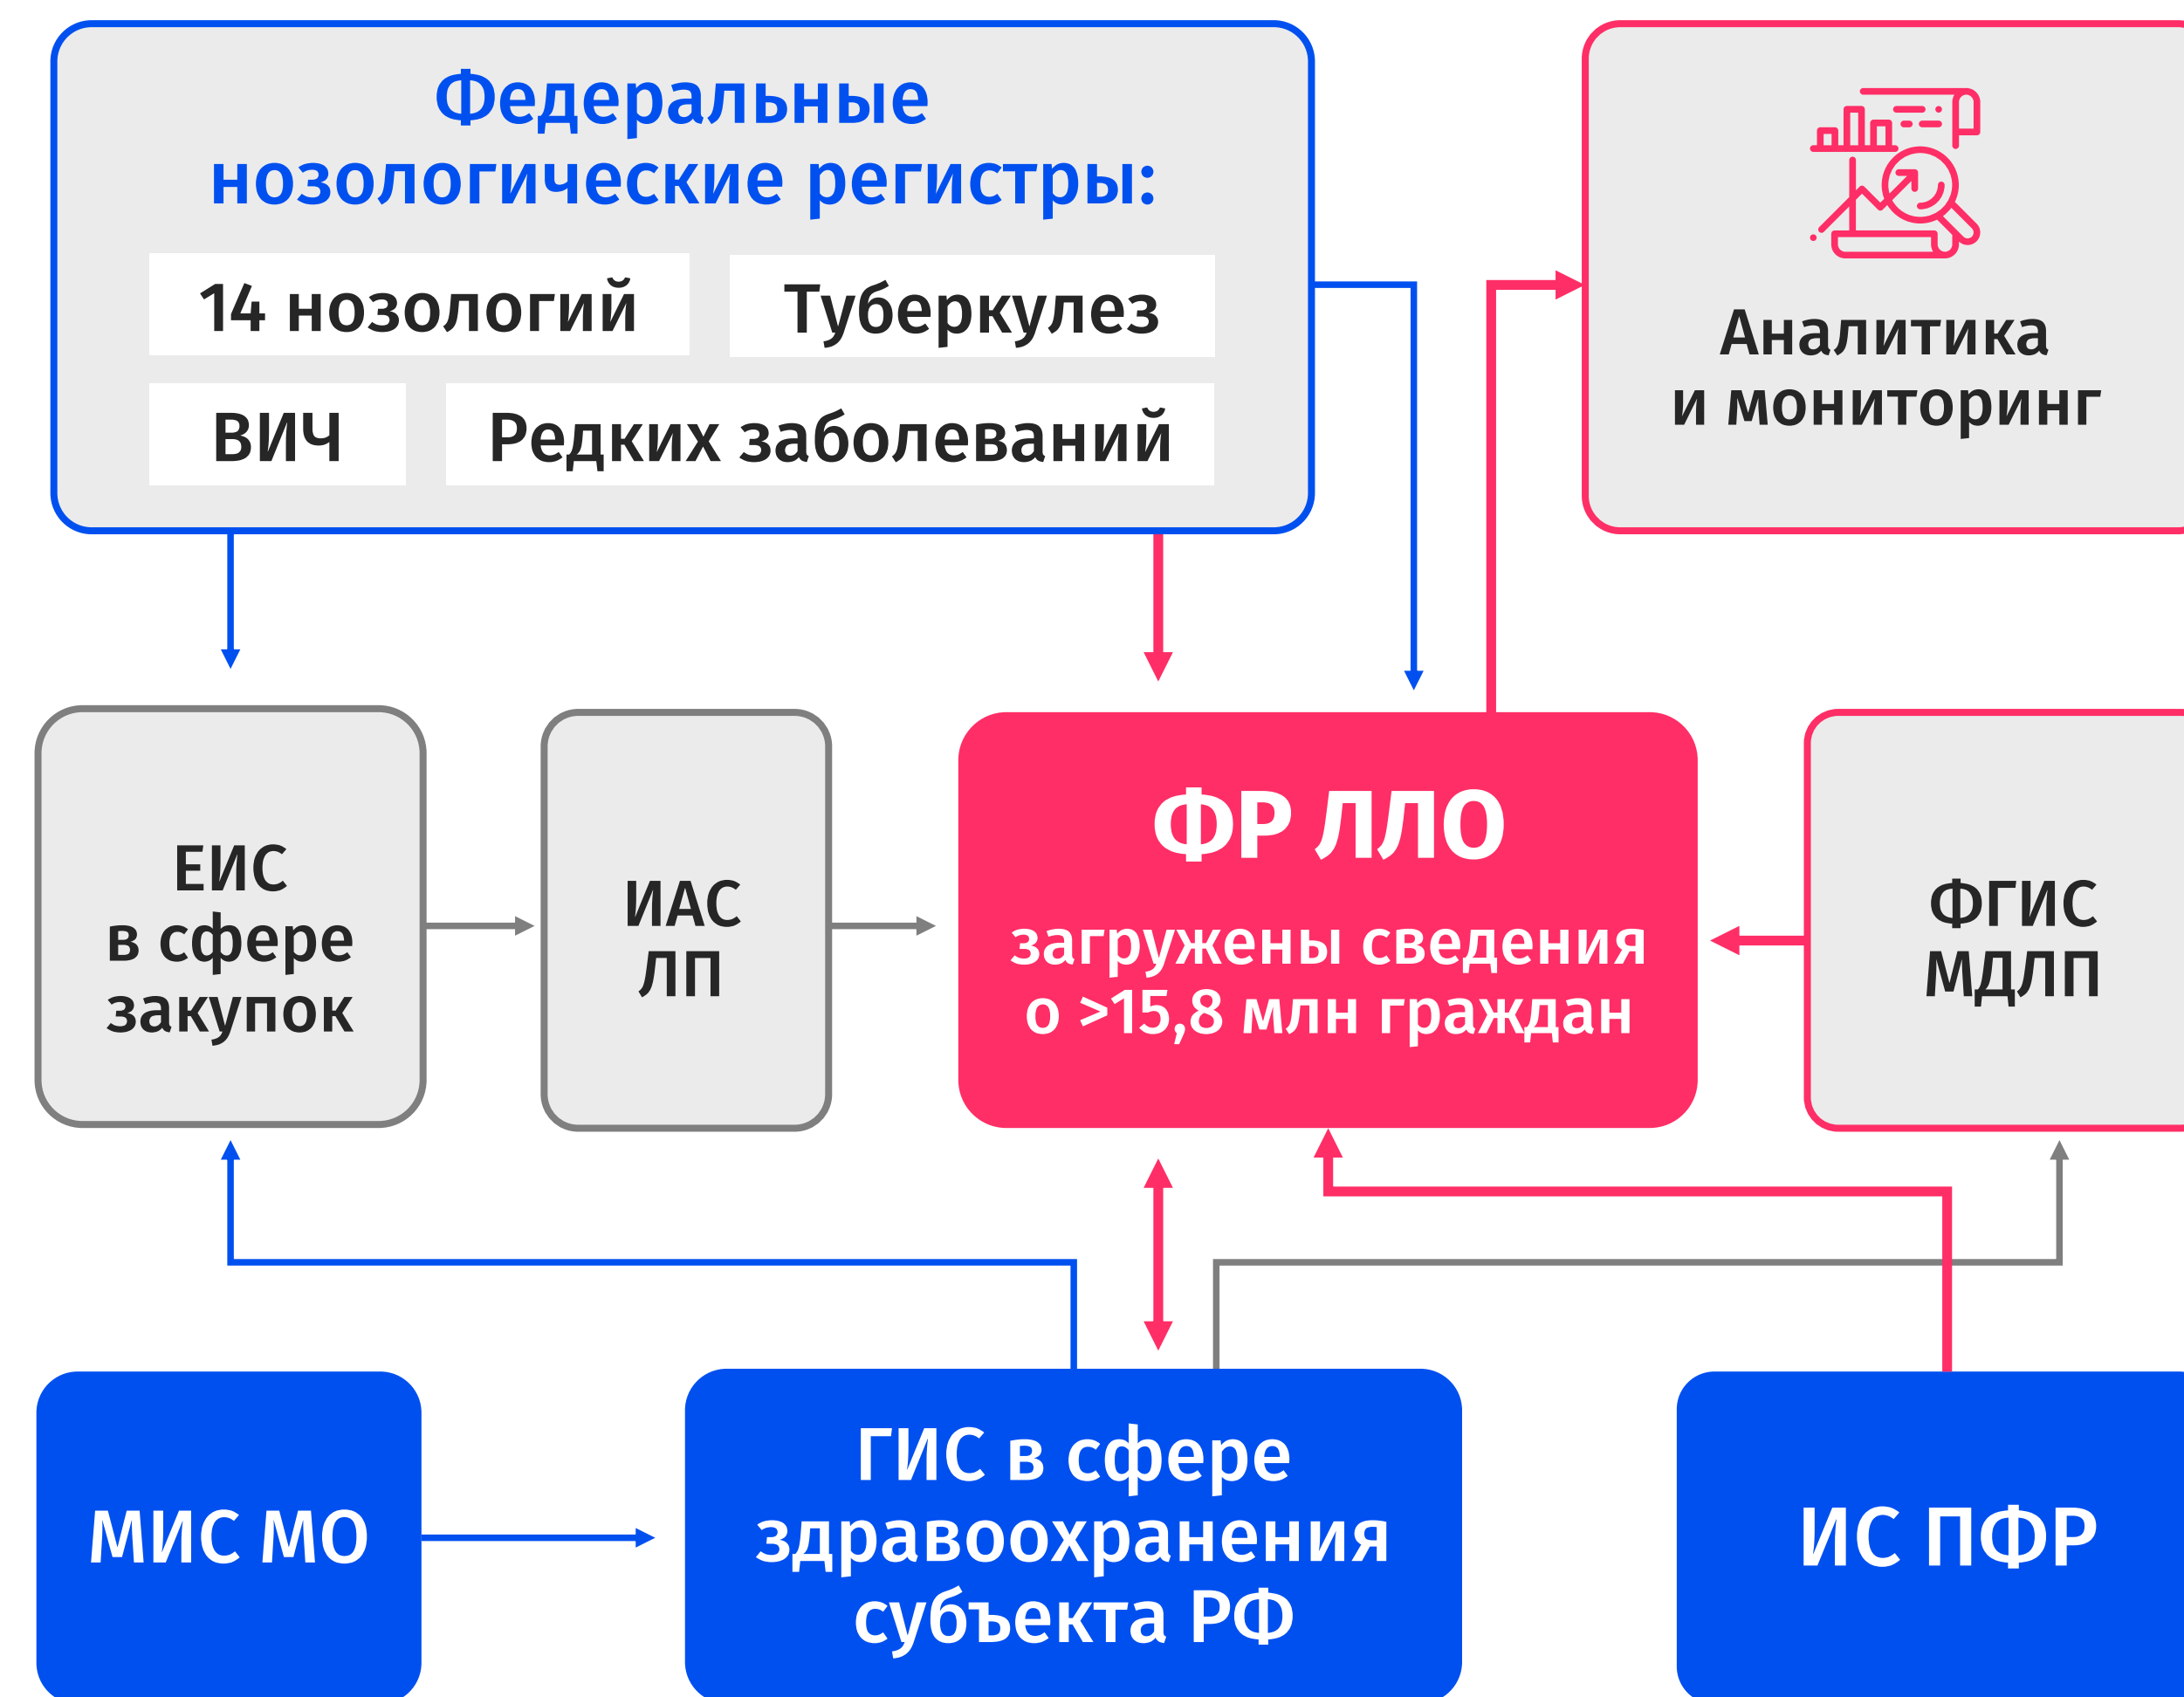 Федеральные
нозологические регистры:
14 нозологий
Туберкулез
ВИЧ
Редких заболеваний
Аналитика
и мониторинг
ЕИС
в сфере
закупок
ИАС
ЛП
ФР ЛЛО
загружены сведения
о >15,8 млн граждан
ФГИС
МДЛП
МИС МО
ГИС в сфере
здравоохранения
субъекта РФ
ИС ПФР